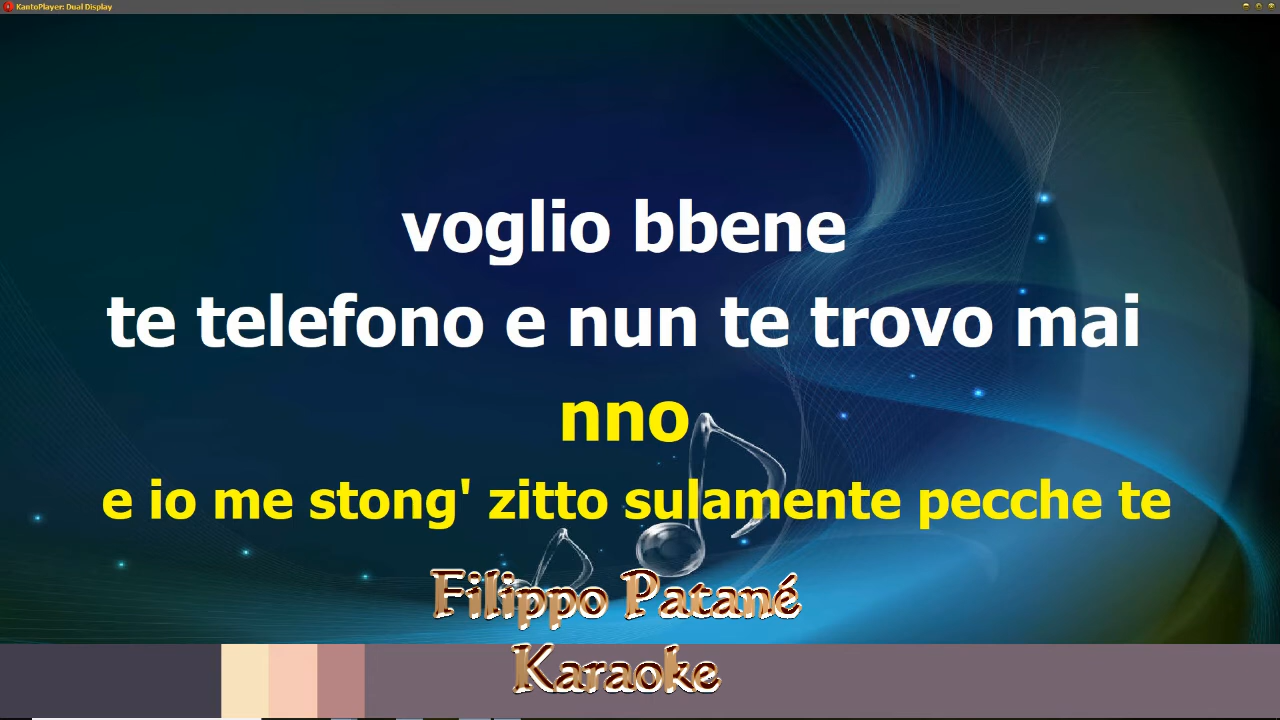 KantoPlayer: Dual Display
voglio bbene
te telefono e nun te trovo mai
nno
e io me stong' zitto sulamente pecche te
Filippo Patané
Karaoke